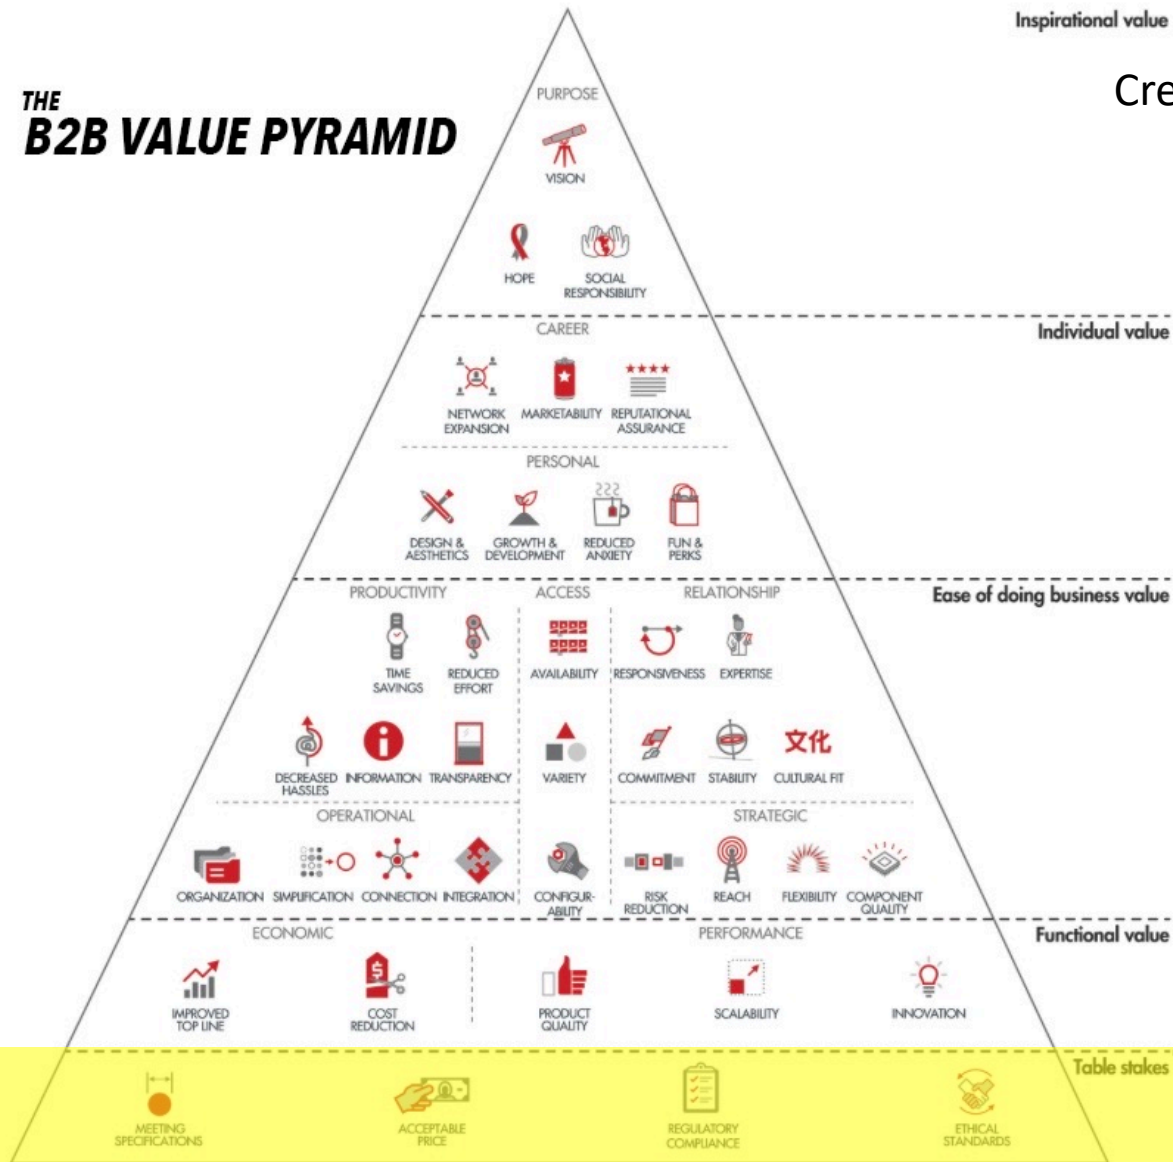 Inspirational value
THE
B2B VALUE PYRAMID
Cre
PURPOSE
VISION
HOPE
SOCIAL
RESPONSIBILITY
Individual value
CAREER
NETWORK
EXPANSION
MARKETABILITY
REPUTATIONAL
ASSURANCE
PERSONAL
DESIGN &
AESTHETICS
GROWTH &
DEVELOPMENT
REDUCED
ANXIETY
FUN &
PERKS
Ease of doing business value
PRODUCTIVITY
ACCESS
RELATIONSHIP
TIME
SAVINGS
REDUCED
EFFORT
AVAILABILITY
RESPONSIVENESS
EXPERTISE
文化
DECREASED
HASSLES
INFORMATION
TRANSPARENCY
VARIETY
COMMITMENT
STABILITY
CULTURAL FIT
OPERATIONAL
STRATEGIC
ORGANIZATION
SIMPLIFICATION
CONNECTION
INTEGRATION
CONFIGUR-
ABILITY
RISK
REDUCTION
REACH
FLEXIBILITY
COMPONENT
QUALITY
Functional value
ECONOMIC
PERFORMANCE
$
IMPROVED
TOP LINE
COST
REDUCTION
PRODUCT
QUALITY
SCALABILITY
INNOVATION
Table stakes
MEETING
SPECIFICATIONS
ACCEPTABLE
PRICE
REGULATORY
COMPLIANCE
ETHICAL
STANDARDS